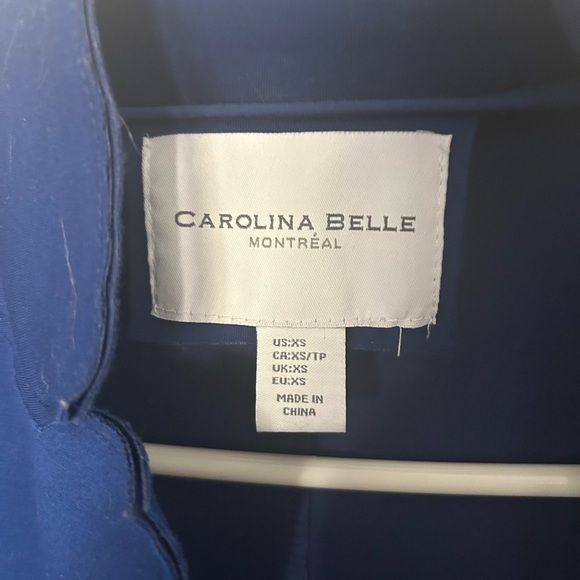 CAROLINA BELLE
MONTRÉAL
US:XS
CA:XS/TP
UK:XS
EU:XS
MADE IN
CHINA